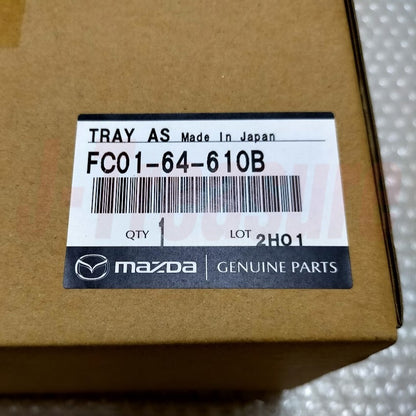 TRAY AS Made In Japan
FC01-64-610B
QTY 1 LOT 2H01
mazda GENUINE PARTS